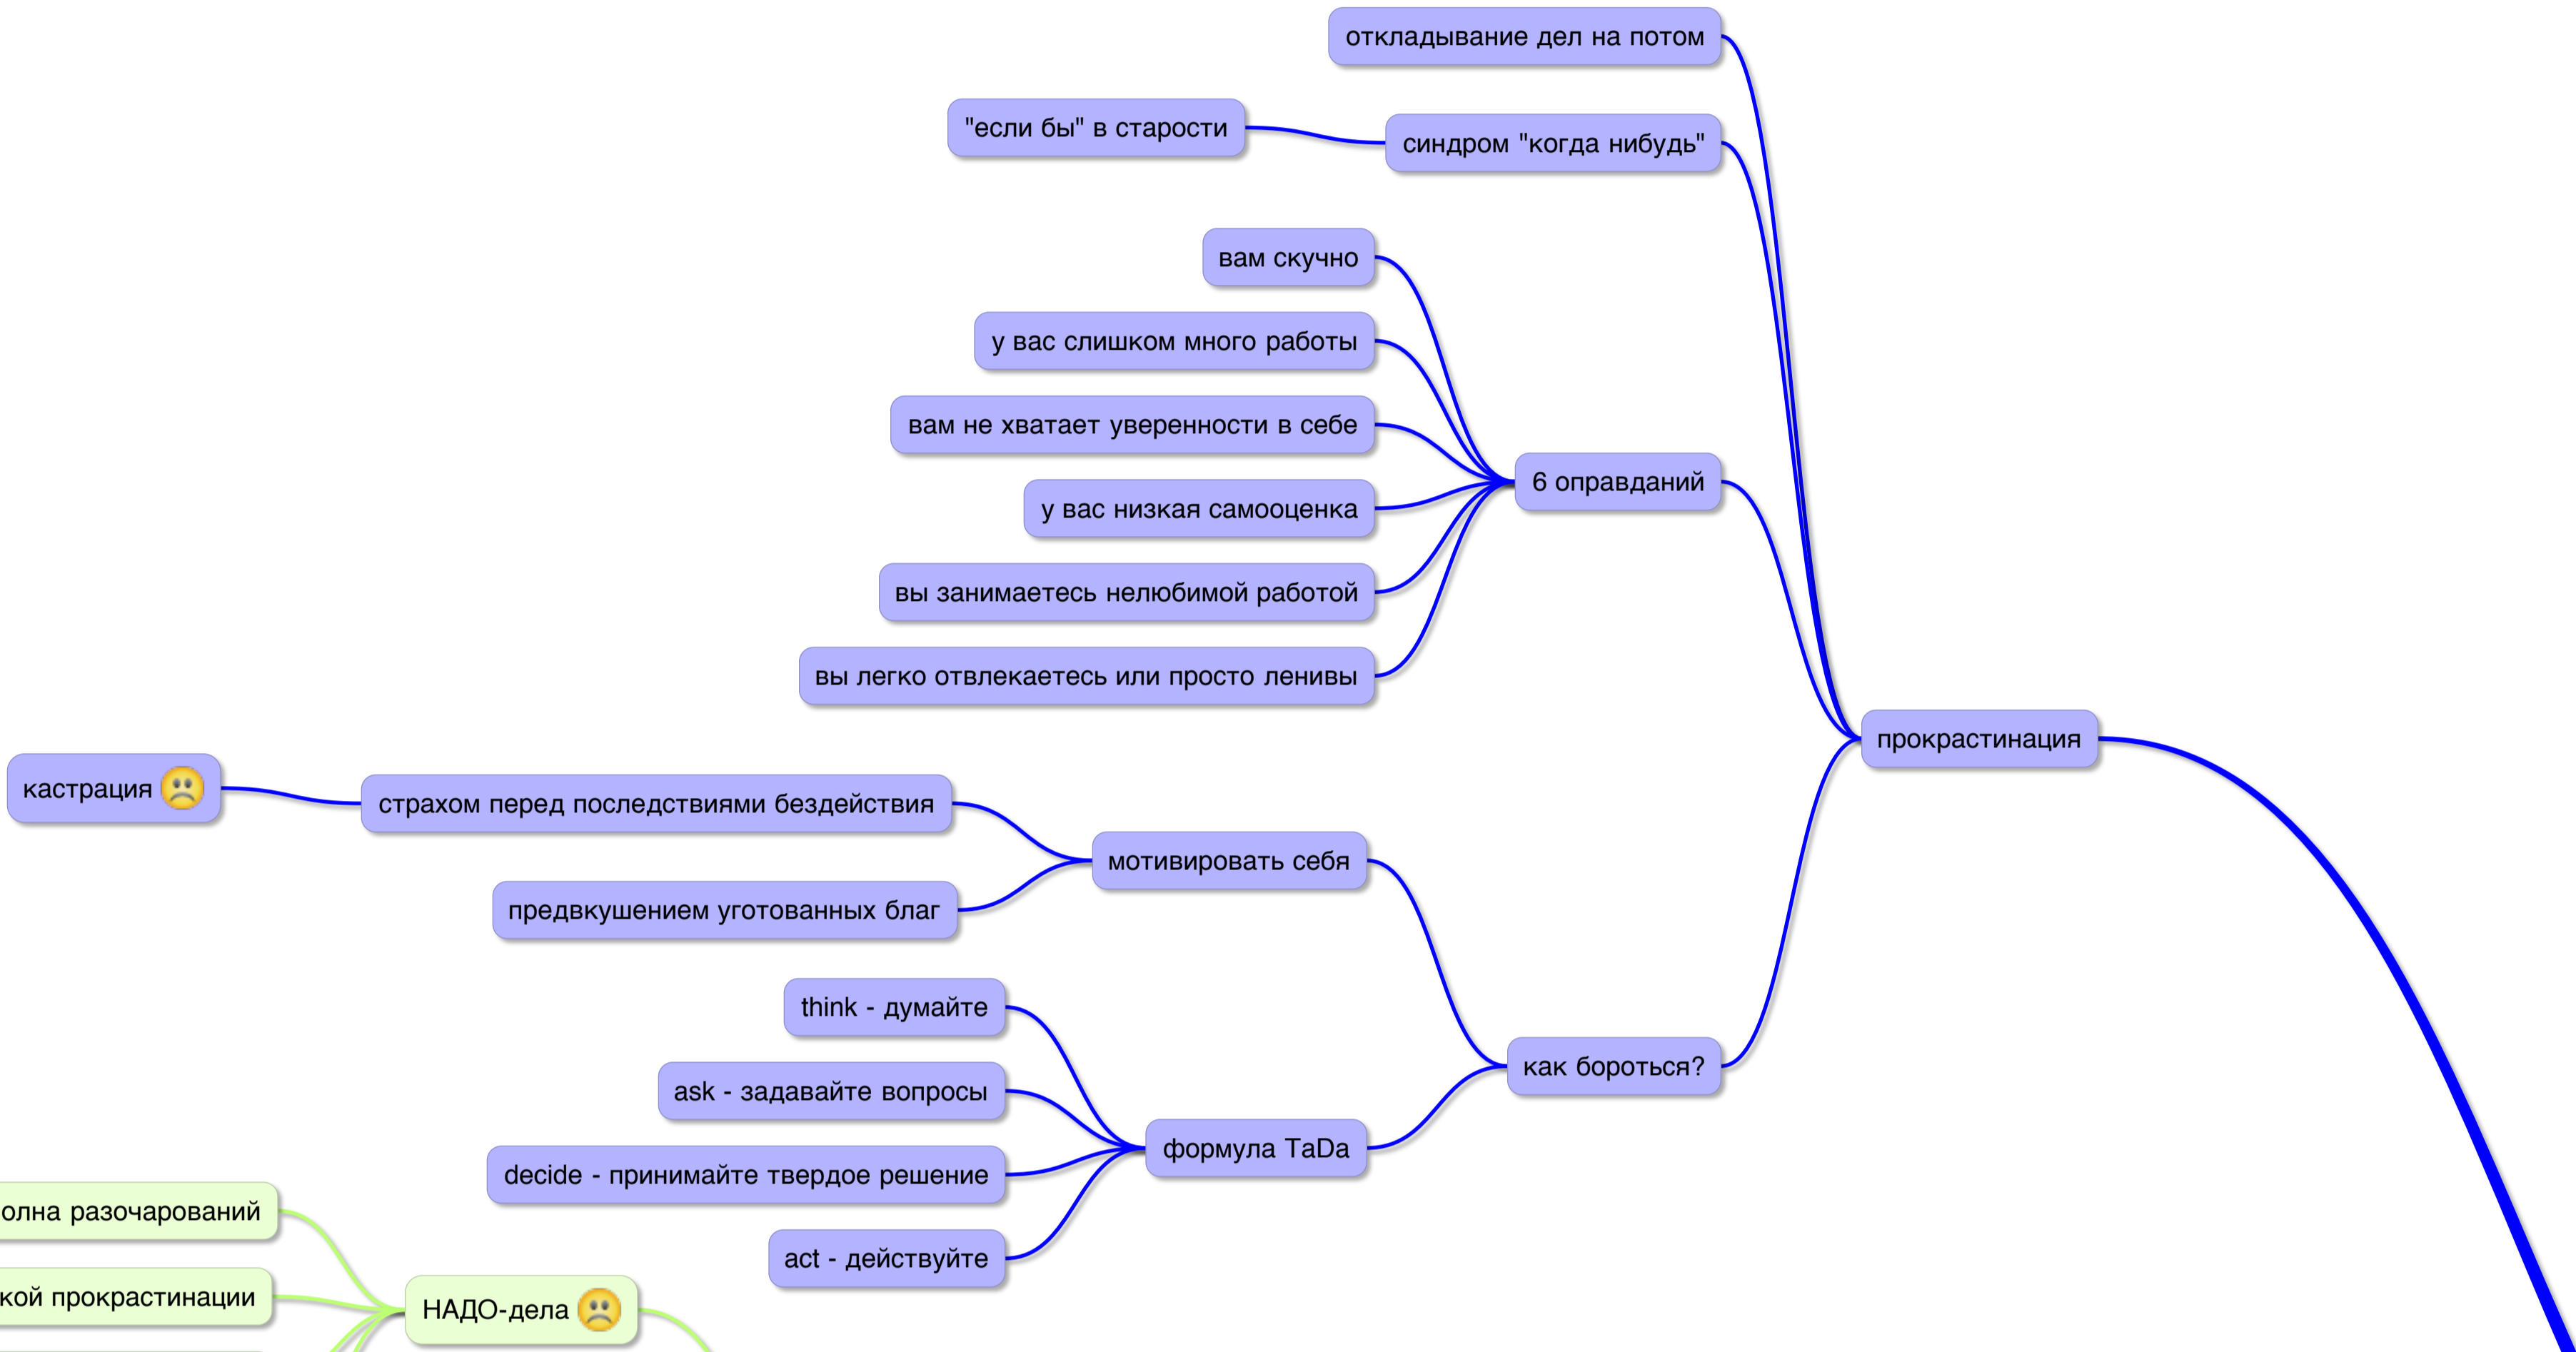 откладывание дел на потом
"если бы" в старости
синдром "когда нибудь"
вам скучно
у вас слишком много работы
вам не хватает уверенности в себе
6 оправданий
у вас низкая самооценка
вы занимаетесь нелюбимой работой
вы легко отвлекаетесь или просто ленивы
прокрастинация
кастрация
страхом перед последствиями бездействия
мотивировать себя
предвкушением уготованных благ
think - думайте
как бороться?
ask - задавайте вопросы
формула TaDa
decide - принимайте твердое решение
act - действуйте
разочарований
прокрастинации
НАДО-дела